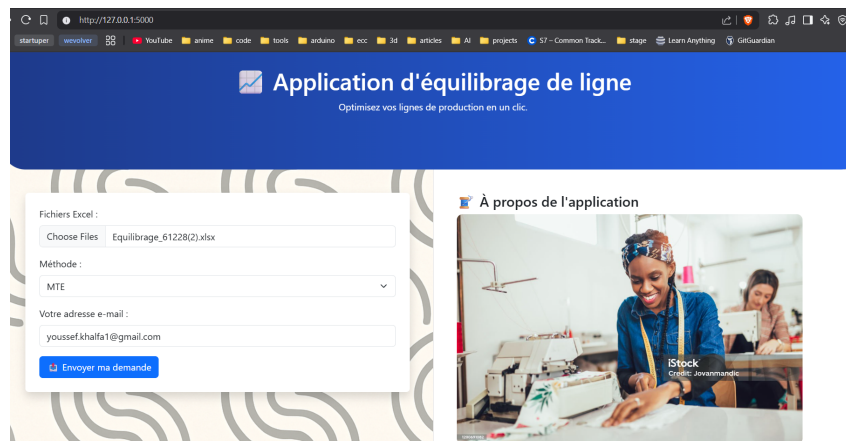 http://127.0.0.1:5000
startuper wevolver YouTube anime code tools arduino ecc 3d articles AI projects S7 – Common Track... stage Learn Anything GitGuardian
📈 Application d'équilibrage de ligne
Optimisez vos lignes de production en un clic.
Fichiers Excel :
Choose Files Equilibrage_61228(2).xlsx
Méthode :
MTE
Votre adresse e-mail :
youssef.khalfa1@gmail.com
Envoyer ma demande
🧵 À propos de l'application
iStock
Credit: Jovanmandic